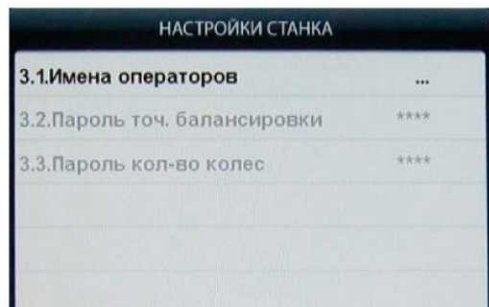 НАСТРОЙКИ СТАНКА
3.1.Имена операторов ...
3.2.Пароль точ. балансировки ****
3.3.Пароль кол-во колес ****